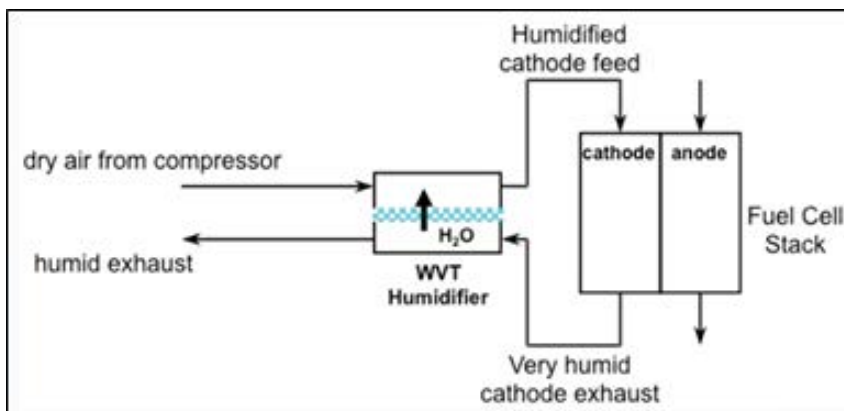 Humidified
cathode feed
dry air from compressor
cathode
anode
H₂O
Fuel Cell
Stack
humid exhaust
WVT
Humidifier
Very humid
cathode exhaust